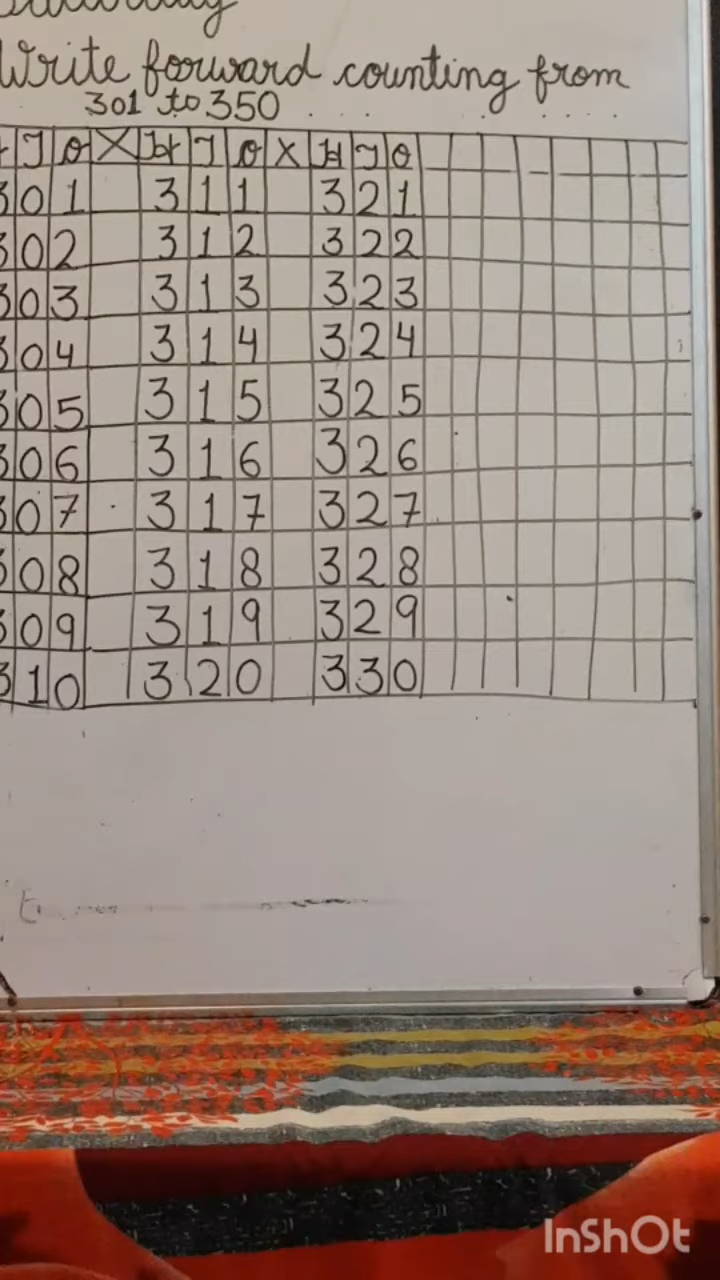 Write forward counting from
301 to 350
T O X H T O X H T O
301 311 321
302 312 322
303 313 323
304 314 324
305 315 325
306 316 326
307 317 327
308 318 328
309 319 329
310 320 330
InShOt